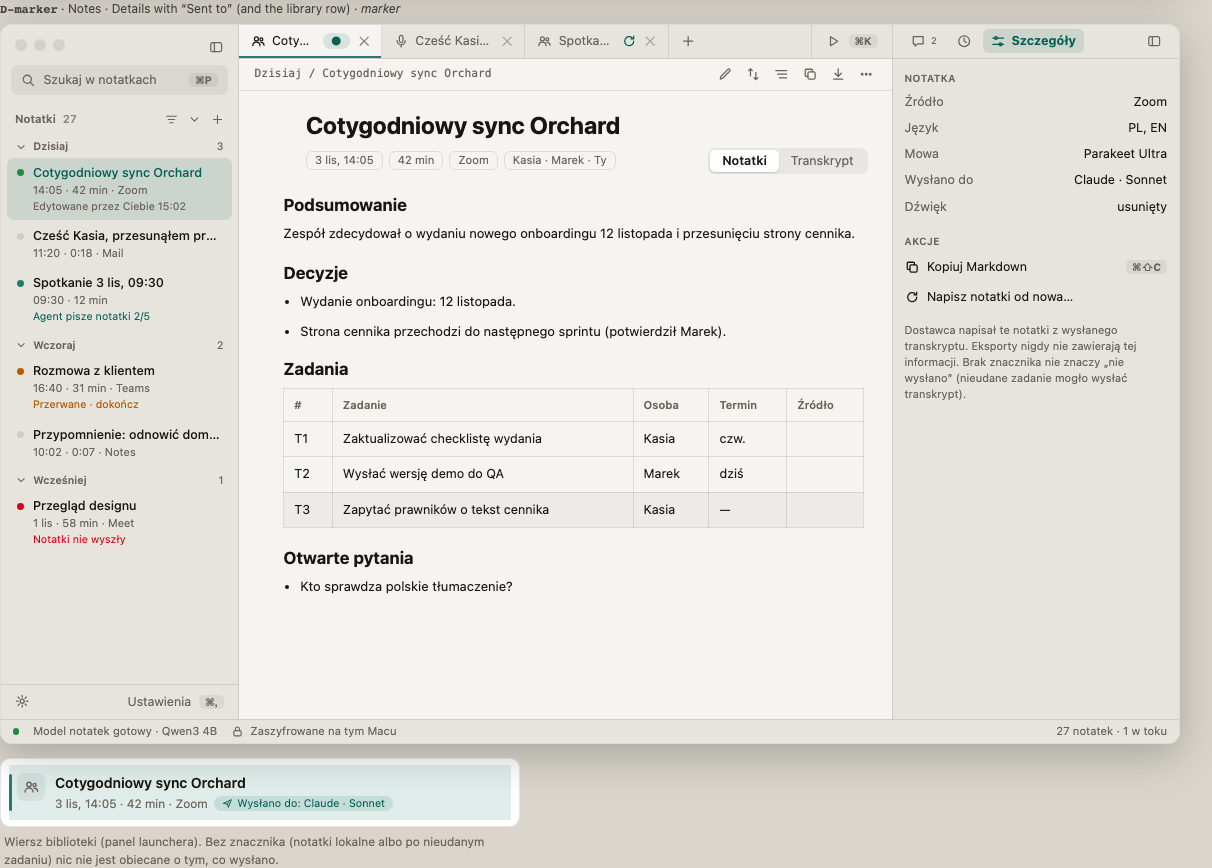 D-marker · Notes · Details with “Sent to” (and the library row) · marker
Coty...
Cześć Kasi...
Spotka...
⌘K
2
Szczegóły
Szukaj w notatkach
⌘P
Dzisiaj / Cotygodniowy sync Orchard
Notatki 27
Dzisiaj 3
Cotygodniowy sync Orchard
14:05 · 42 min · Zoom
Edytowane przez Ciebie 15:02
Cześć Kasia, przesunąłem pr...
11:20 · 0:18 · Mail
Spotkanie 3 lis, 09:30
09:30 · 12 min
Agent pisze notatki 2/5
Wczoraj 2
Rozmowa z klientem
16:40 · 31 min · Teams
Przerwane · dokończ
Przypomnienie: odnowić dom...
10:02 · 0:07 · Notes
Wcześniej 1
Przegląd designu
1 lis · 58 min · Meet
Notatki nie wyszły
Ustawienia ⌘,
Cotygodniowy sync Orchard
3 lis, 14:05
42 min
Zoom
Kasia · Marek · Ty
Notatki
Transkrypt
Podsumowanie
Zespół zdecydował o wydaniu nowego onboardingu 12 listopada i przesunięciu strony cennika.
Decyzje
• Wydanie onboardingu: 12 listopada.
• Strona cennika przechodzi do następnego sprintu (potwierdził Marek).
Zadania
# Zadanie Osoba Termin Źródło
T1 Zaktualizować checklistę wydania Kasia czw.
T2 Wysłać wersję demo do QA Marek dziś
T3 Zapytać prawników o tekst cennika Kasia —
Otwarte pytania
• Kto sprawdza polskie tłumaczenie?
NOTATKA
Źródło Zoom
Język PL, EN
Mowa Parakeet Ultra
Wysłano do Claude · Sonnet
Dźwięk usunięty
AKCJE
Kopiuj Markdown ⌘⇧C
Napisz notatki od nowa...
Dostawca napisał te notatki z wysłanego
transkryptu. Eksporty nigdy nie zawierają tej
informacji. Brak znacznika nie znaczy „nie
wysłano” (nieudane zadanie mogło wysłać
transkrypt).
Model notatek gotowy · Qwen3 4B
Zaszyfrowane na tym Macu
27 notatek · 1 w toku
Cotygodniowy sync Orchard
3 lis, 14:05 · 42 min · Zoom
Wysłano do: Claude · Sonnet
Wiersz biblioteki (panel launchera). Bez znacznika (notatki lokalne albo po nieudanym
zadaniu) nic nie jest obiecane o tym, co wysłano.